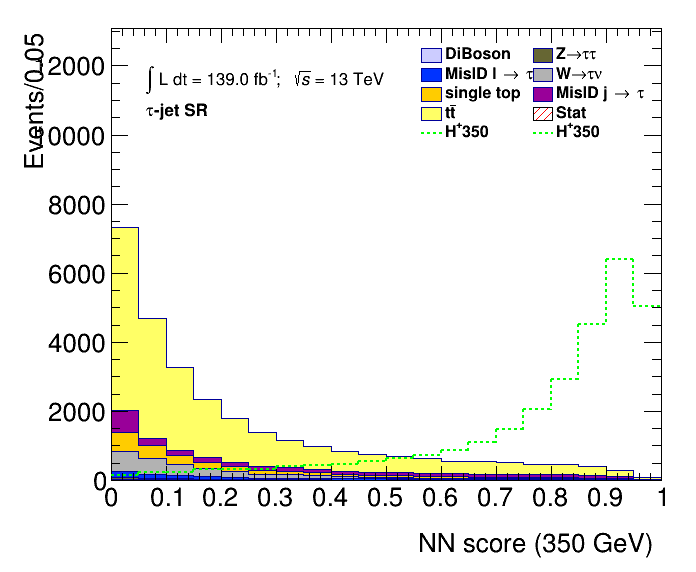 Events/0.05
12000
10000
8000
6000
4000
2000
0
∫ L dt = 139.0 fb⁻¹; √s = 13 TeV
τ-jet SR
DiBoson
Z→ττ
MisID l → τ
W→τν
single top
MisID j → τ
tt̄
Stat
H⁺350
H⁺350
0 0.1 0.2 0.3 0.4 0.5 0.6 0.7 0.8 0.9 1
NN score (350 GeV)